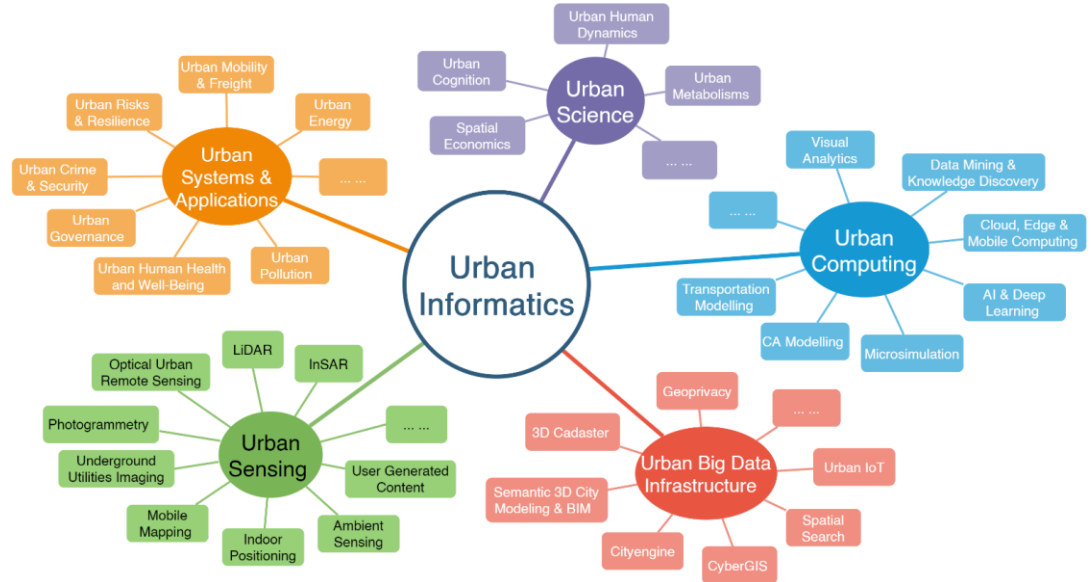 Urban
Informatics
Urban
Systems &
Applications
Urban Mobility
& Freight
Urban Risks
& Resilience
Urban
Energy
Urban Crime
& Security
... ...
Urban
Governance
Urban Human Health
and Well-Being
Urban
Pollution
Urban
Science
Urban Human
Dynamics
Urban
Cognition
Urban
Metabolisms
Spatial
Economics
... ...
Urban
Computing
Visual
Analytics
Data Mining &
Knowledge Discovery
... ...
Cloud, Edge &
Mobile Computing
Transportation
Modelling
AI & Deep
Learning
CA Modelling
Microsimulation
Urban
Sensing
LiDAR
InSAR
Optical Urban
Remote Sensing
Photogrammetry
... ...
Underground
Utilities Imaging
User Generated
Content
Mobile
Mapping
Indoor
Positioning
Ambient
Sensing
Urban Big Data
Infrastructure
Geoprivacy
... ...
3D Cadaster
Urban IoT
Semantic 3D City
Modeling & BIM
Spatial
Search
Cityengine
CyberGIS